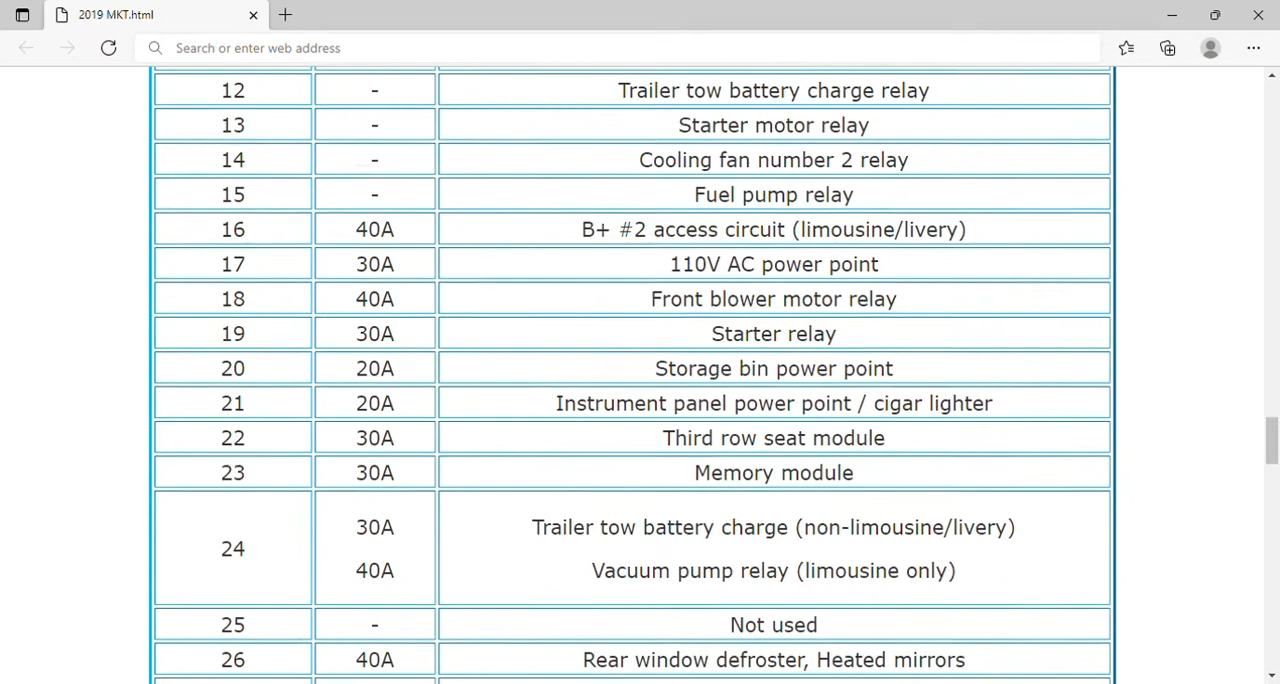 2019 MKT.html
Search or enter web address
12 - Trailer tow battery charge relay
13 - Starter motor relay
14 - Cooling fan number 2 relay
15 - Fuel pump relay
16 40A B+ #2 access circuit (limousine/livery)
17 30A 110V AC power point
18 40A Front blower motor relay
19 30A Starter relay
20 20A Storage bin power point
21 20A Instrument panel power point / cigar lighter
22 30A Third row seat module
23 30A Memory module
24
30A Trailer tow battery charge (non-limousine/livery)
40A Vacuum pump relay (limousine only)
25 - Not used
26 40A Rear window defroster, Heated mirrors